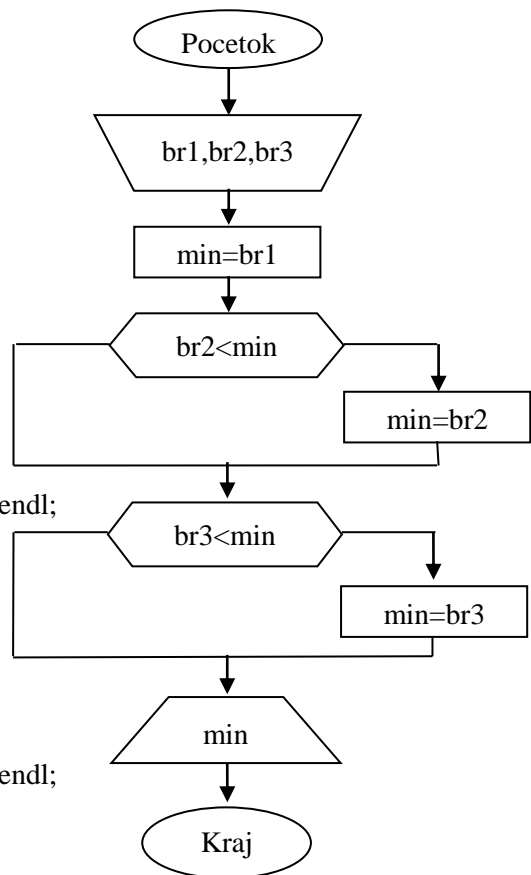 Pocetok
br1,br2,br3
min=br1
br2<min
min=br2
endl;
br3<min
min=br3
min
endl;
Kraj